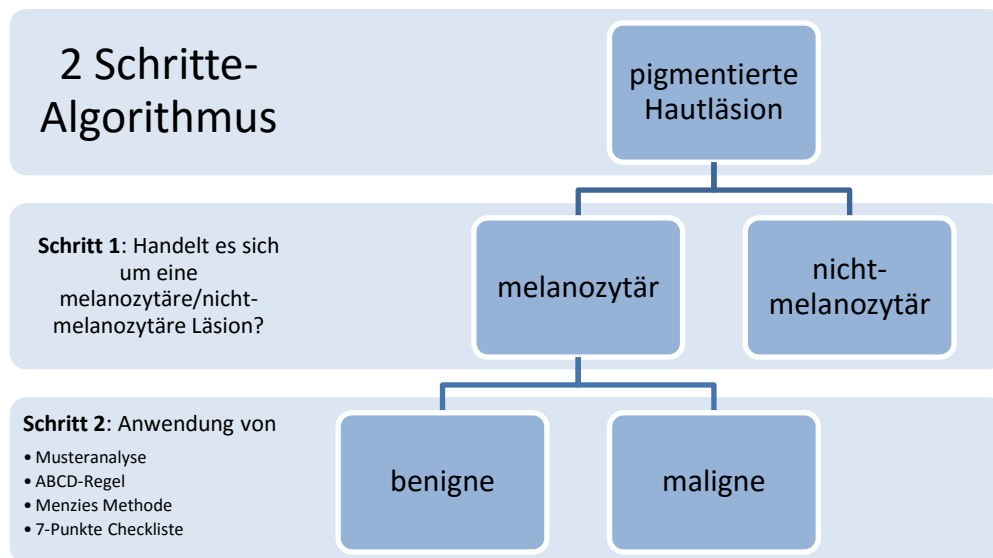 2 Schritte-
Algorithmus
pigmentierte
Hautläsion
Schritt 1: Handelt es sich
um eine
melanozytäre/nicht-
melanozytäre Läsion?
melanozytär
nicht-
melanozytär
Schritt 2: Anwendung von
• Musteranalyse
• ABCD-Regel
• Menzies Methode
• 7-Punkte Checkliste
benigne
maligne